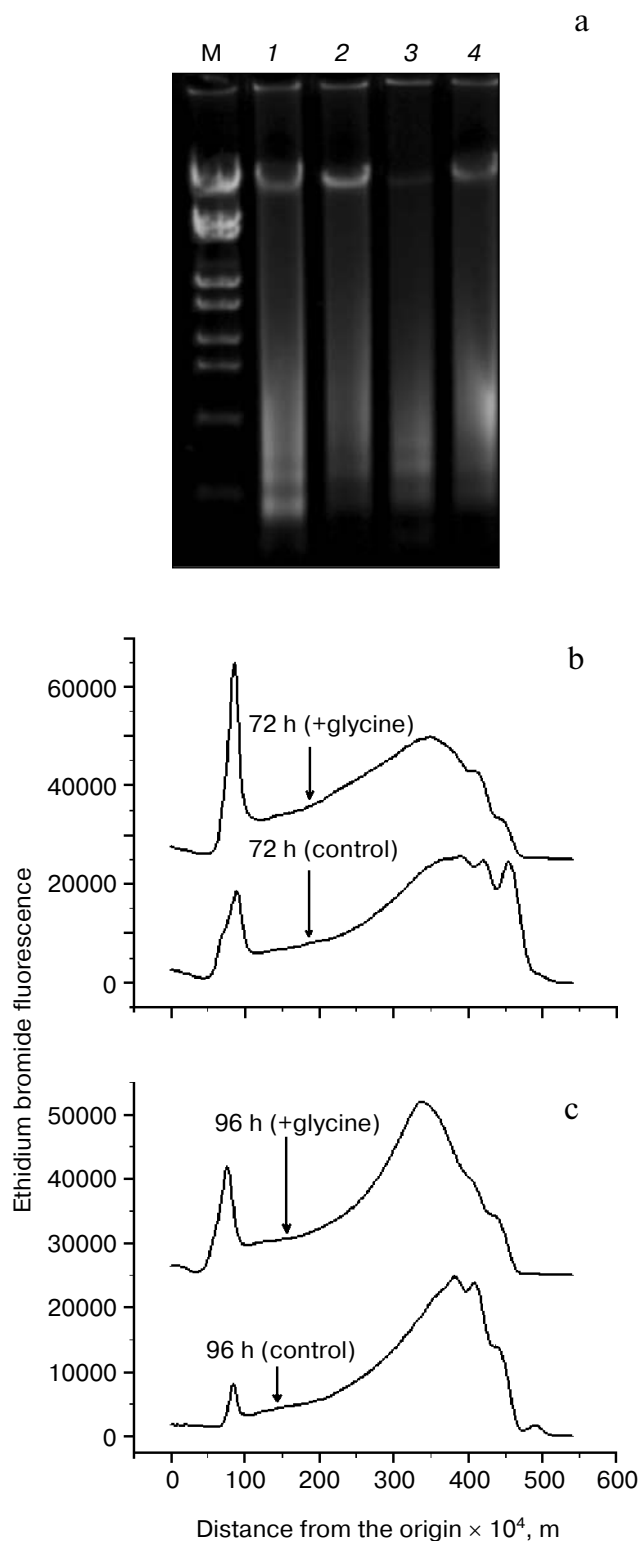 a
M 1 2 3 4
b
60000
72 h (+glycine)
40000
72 h (control)
20000
0
Ethidium bromide fluorescence
c
50000
96 h (+glycine)
40000
30000
20000
96 h (control)
10000
0
0 100 200 300 400 500 600
Distance from the origin × 10⁴, m